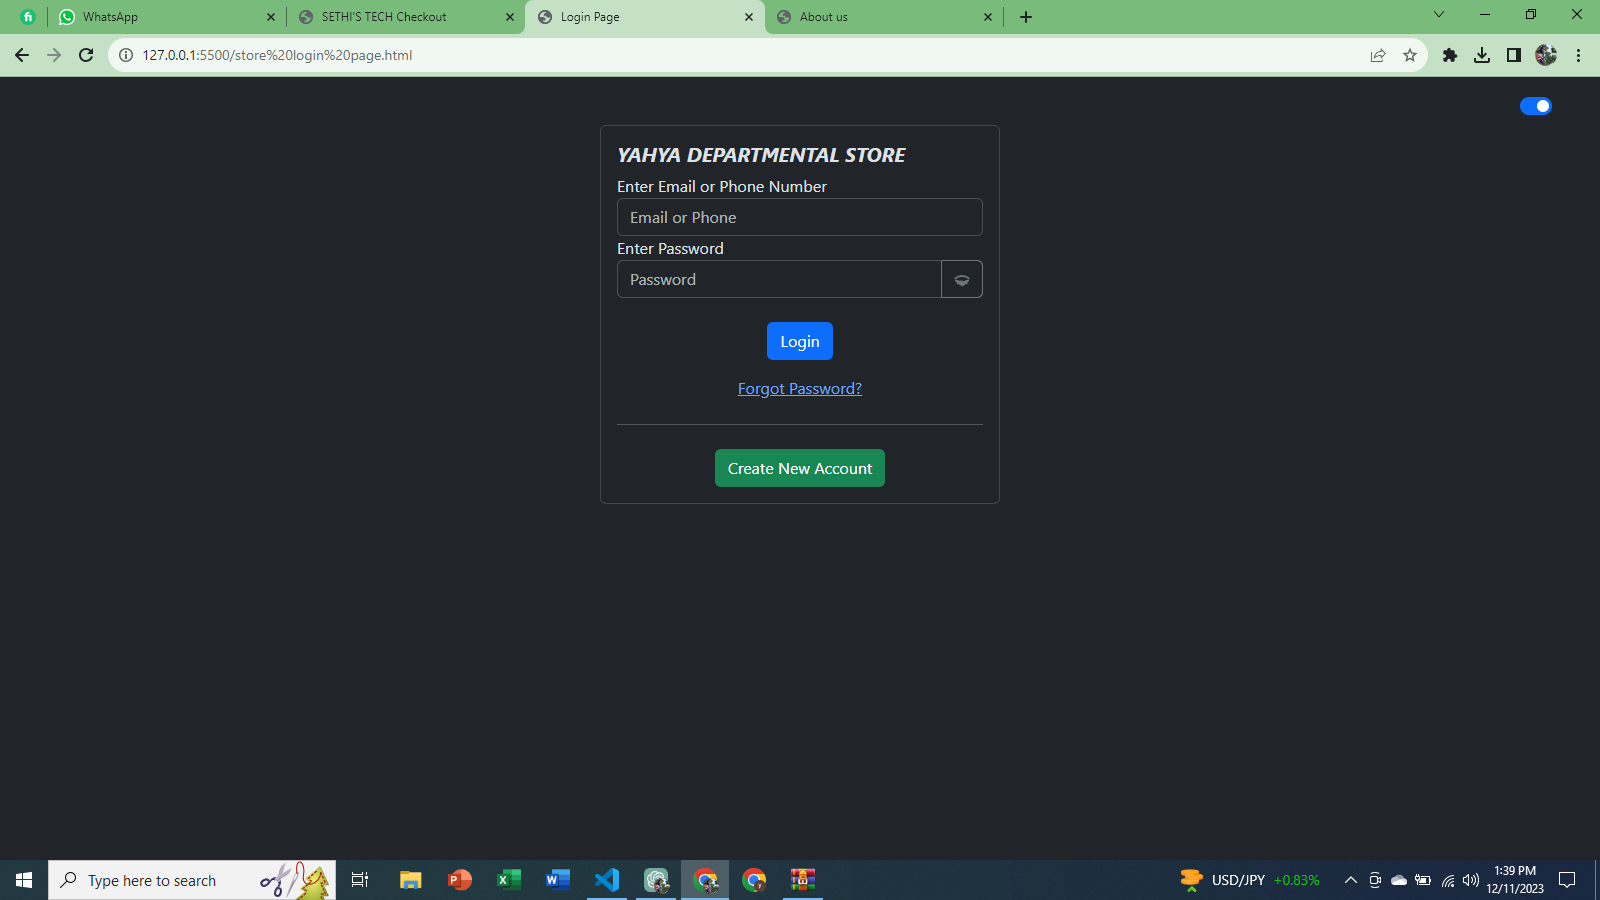 fi
WhatsApp
SETHI'S TECH Checkout
Login Page
About us
127.0.0.1:5500/store%20login%20page.html
YAHYA DEPARTMENTAL STORE
Enter Email or Phone Number
Email or Phone
Enter Password
Password
Login
Forgot Password?
Create New Account
Type here to search
USD/JPY +0.83%
1:39 PM
12/11/2023